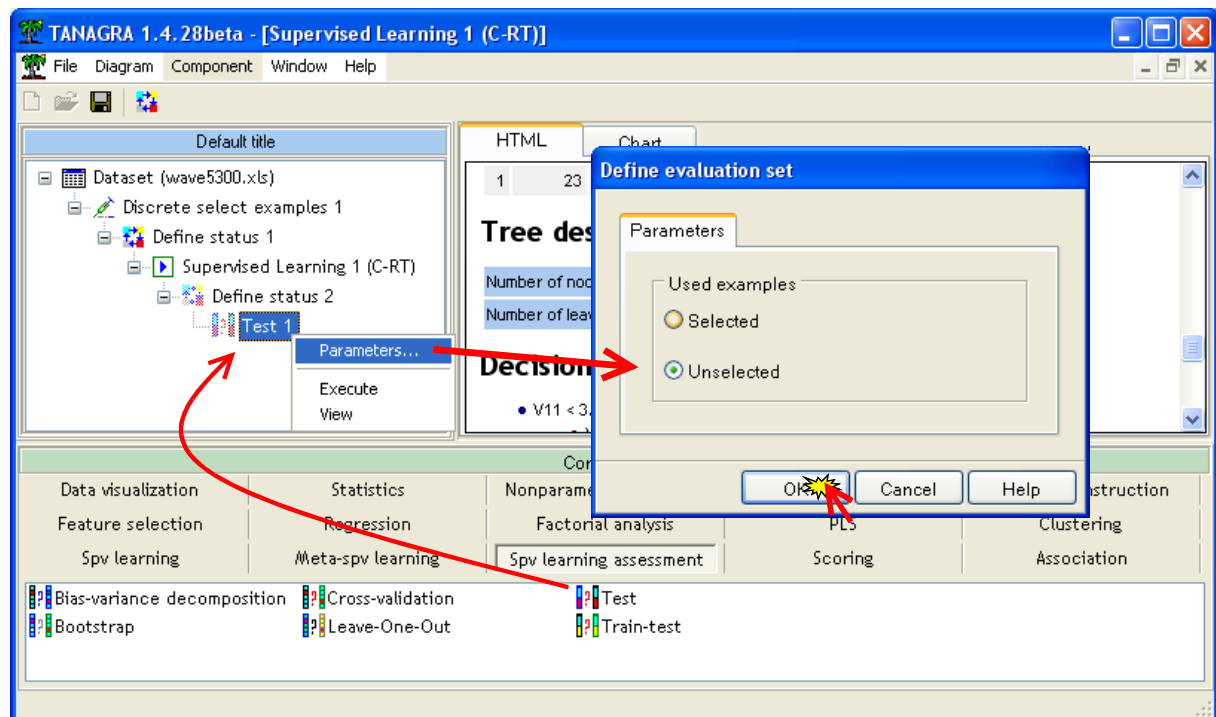 TANAGRA 1.4.28beta - [Supervised Learning 1 (C-RT)]
File Diagram Component Window Help
Default title
Dataset (wave5300.xls)
Discrete select examples 1
Define status 1
Supervised Learning 1 (C-RT)
Define status 2
Test 1
Parameters...
Execute
View
HTML Chart
1 23
Tree des
Number of nod
Number of leav
Decision
V11 < 3.
Define evaluation set
Parameters
Used examples
Selected
Unselected
OK Cancel Help
Data visualization Statistics Nonparame struction
Feature selection Regression Factorial analysis PLS Clustering
Spv learning Meta-spv learning Spv learning assessment Scoring Association
Bias-variance decomposition Cross-validation Test
Bootstrap Leave-One-Out Train-test